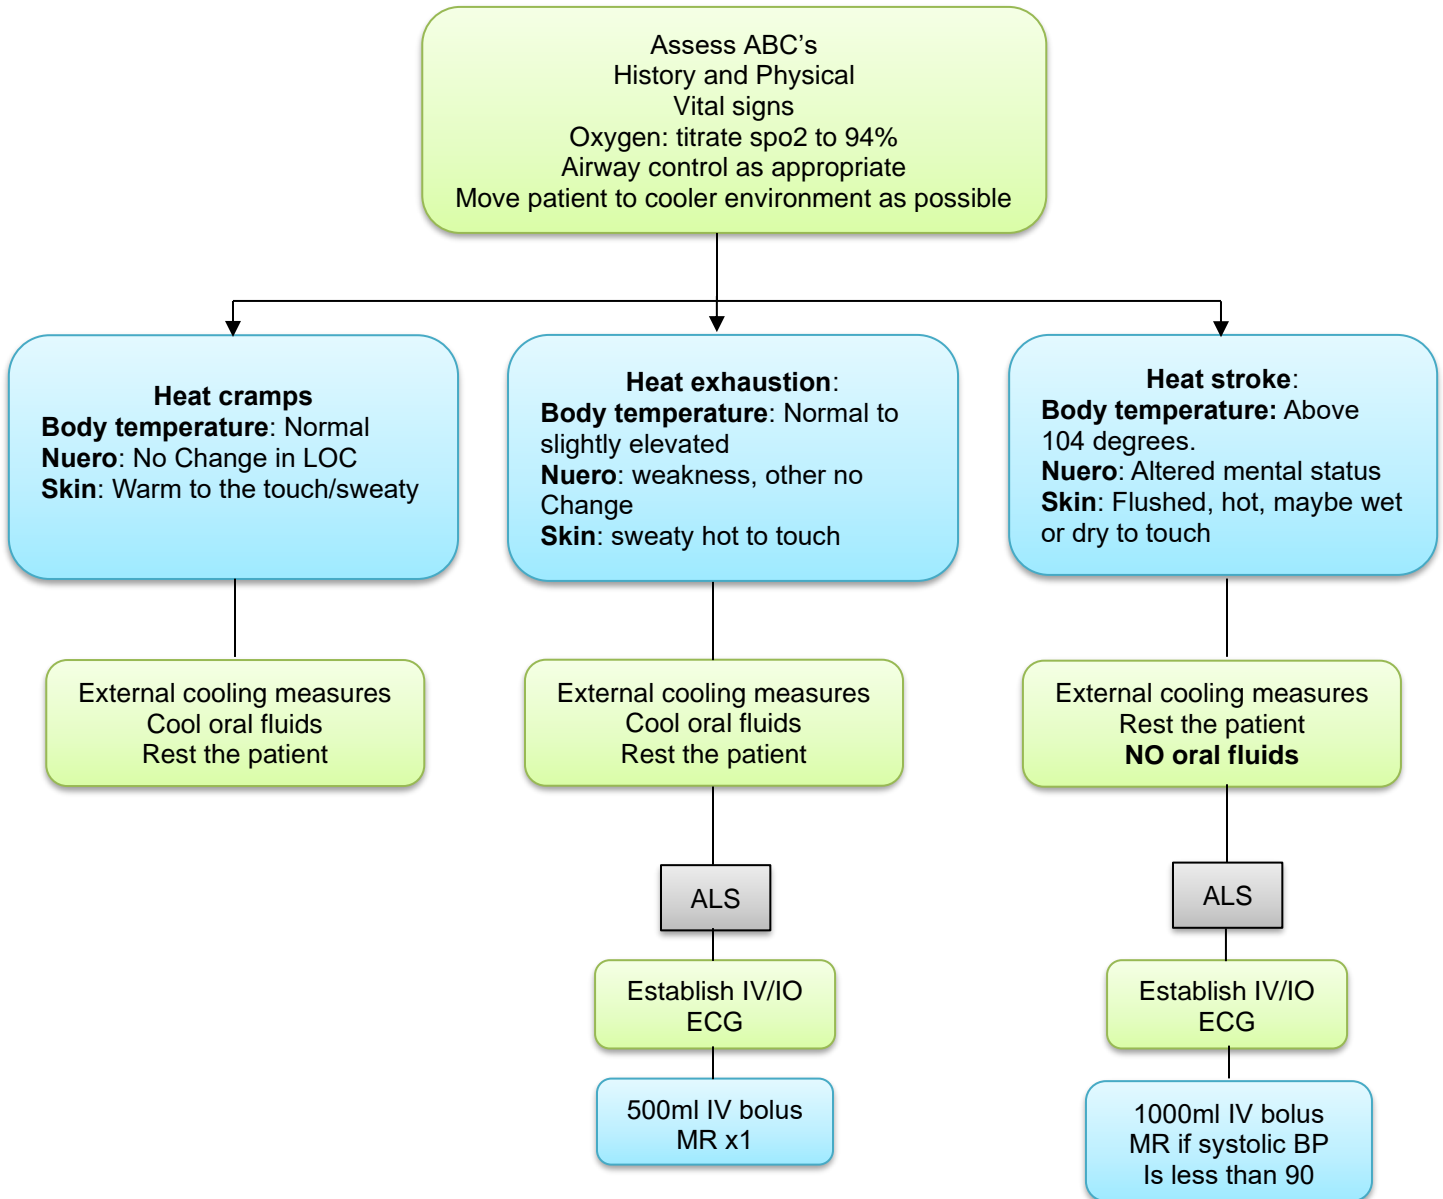 Assess ABC’s
History and Physical
Vital signs
Oxygen: titrate spo2 to 94%
Airway control as appropriate
Move patient to cooler environment as possible
Heat cramps
Body temperature: Normal
Nuero: No Change in LOC
Skin: Warm to the touch/sweaty
Heat exhaustion:
Body temperature: Normal to
slightly elevated
Nuero: weakness, other no
Change
Skin: sweaty hot to touch
Heat stroke:
Body temperature: Above
104 degrees.
Nuero: Altered mental status
Skin: Flushed, hot, maybe wet
or dry to touch
External cooling measures
Cool oral fluids
Rest the patient
External cooling measures
Cool oral fluids
Rest the patient
External cooling measures
Rest the patient
NO oral fluids
ALS
ALS
Establish IV/IO
ECG
Establish IV/IO
ECG
500ml IV bolus
MR x1
1000ml IV bolus
MR if systolic BP
Is less than 90